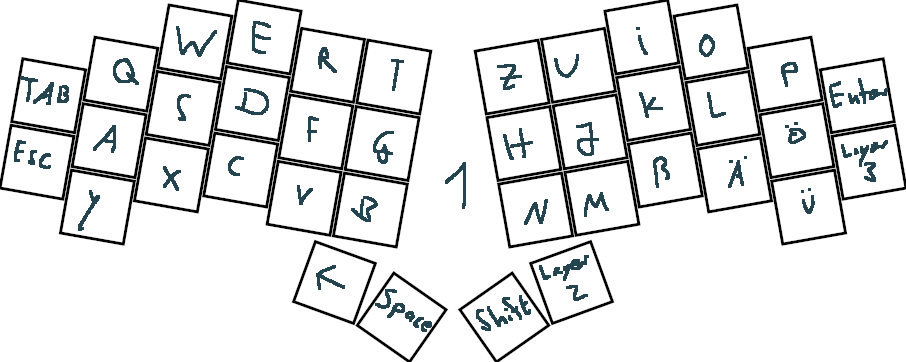 TAB Q W E R T Z U i O P Enter
Esc A S D F G H J K L Ö Layer 3
Y X C V B N M ß Ä Ü
1
← Space Shift Layer 2